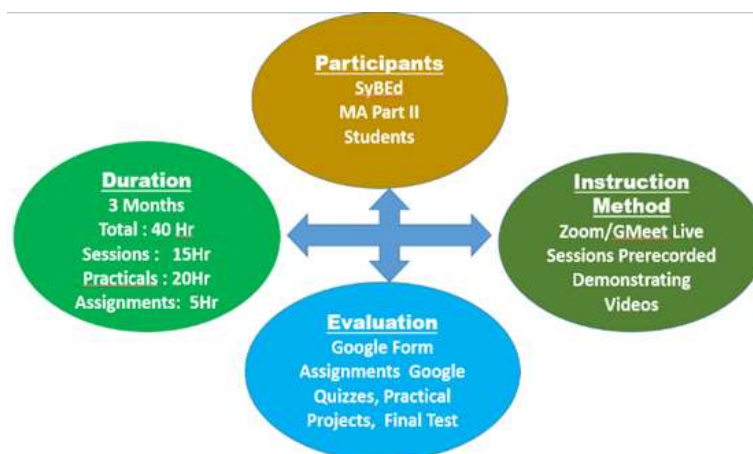 Participants
SyBEd
MA Part II
Students
Duration
3 Months
Total : 40 Hr
Sessions : 15Hr
Practicals : 20Hr
Assignments: 5Hr
Instruction
Method
Zoom/GMeet Live
Sessions Prerecorded
Demonstrating
Videos
Evaluation
Google Form
Assignments Google
Quizzes, Practical
Projects, Final Test